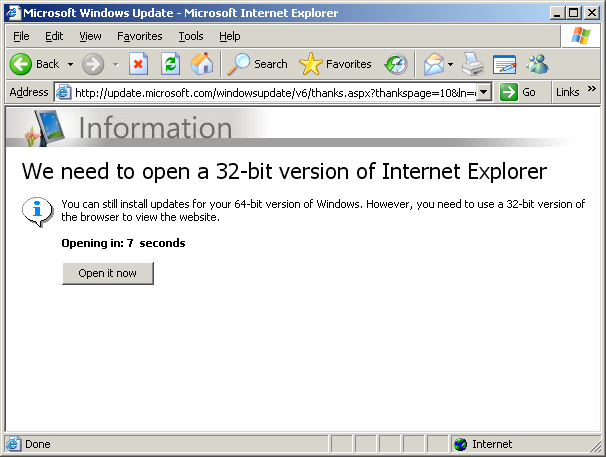 Microsoft Windows Update - Microsoft Internet Explorer
File Edit View Favorites Tools Help
Back Search Favorites
Address http://update.microsoft.com/windowsupdate/v6/thanks.aspx?thankspage=10&ln= Go Links »
Information
We need to open a 32-bit version of Internet Explorer
You can still install updates for your 64-bit version of Windows. However, you need to use a 32-bit version of
the browser to view the website.
Opening in: 7 seconds
Open it now
Done Internet